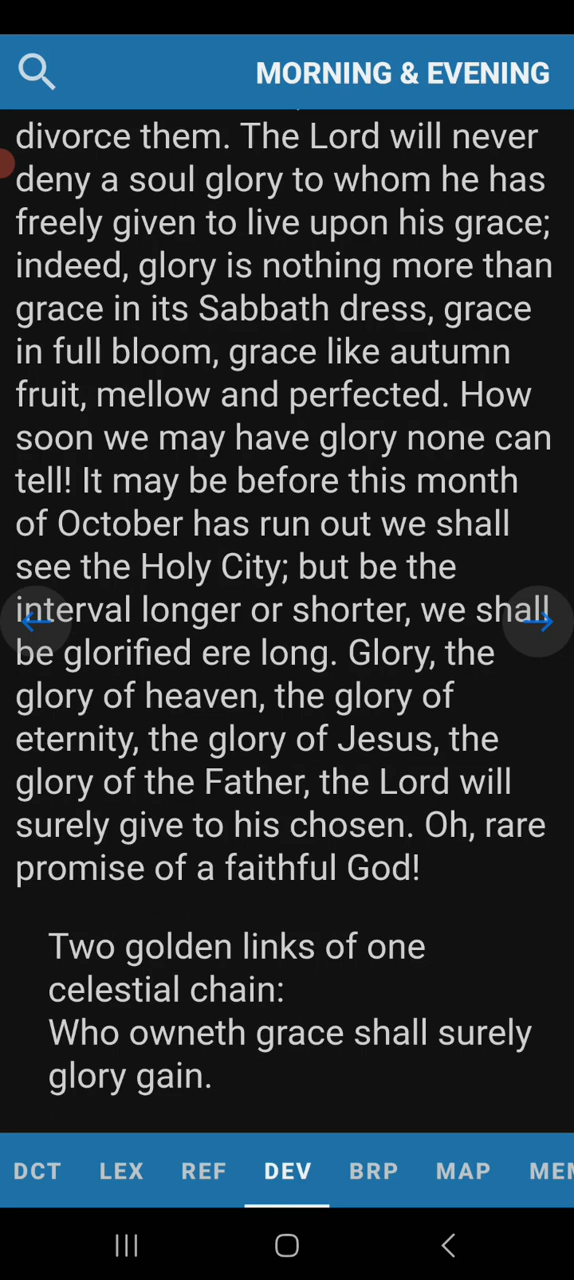 MORNING & EVENING
divorce them. The Lord will never
deny a soul glory to whom he has
freely given to live upon his grace;
indeed, glory is nothing more than
grace in its Sabbath dress, grace
in full bloom, grace like autumn
fruit, mellow and perfected. How
soon we may have glory none can
tell! It may be before this month
of October has run out we shall
see the Holy City; but be the
interval longer or shorter, we shall
be glorified ere long. Glory, the
glory of heaven, the glory of
eternity, the glory of Jesus, the
glory of the Father, the Lord will
surely give to his chosen. Oh, rare
promise of a faithful God!
Two golden links of one
celestial chain:
Who owneth grace shall surely
glory gain.
DCT LEX REF DEV BRP MAP